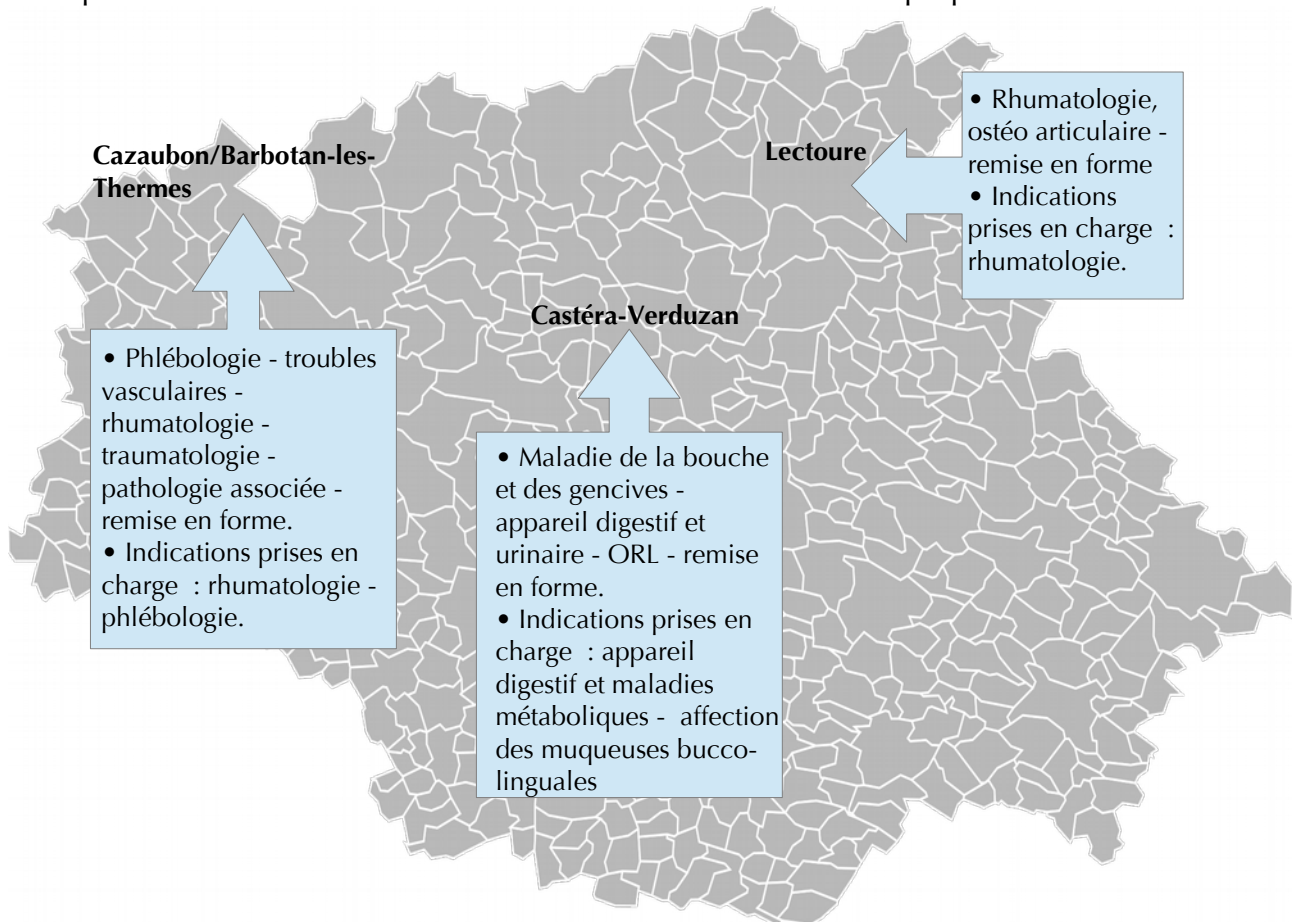 Cazaubon/Barbotan-les-
Thermes
Lectoure
• Rhumatologie,
ostéo articulaire -
remise en forme
• Indications
prises en charge  :
rhumatologie.
Castéra-Verduzan
• Phlébologie - troubles
vasculaires -
rhumatologie -
traumatologie -
pathologie associée -
remise en forme.
• Indications prises en
charge  : rhumatologie -
phlébologie.
• Maladie de la bouche
et des gencives -
appareil digestif et
urinaire - ORL - remise
en forme.
• Indications prises en
charge  : appareil
digestif et maladies
métaboliques -  affection
des muqueuses bucco-
linguales